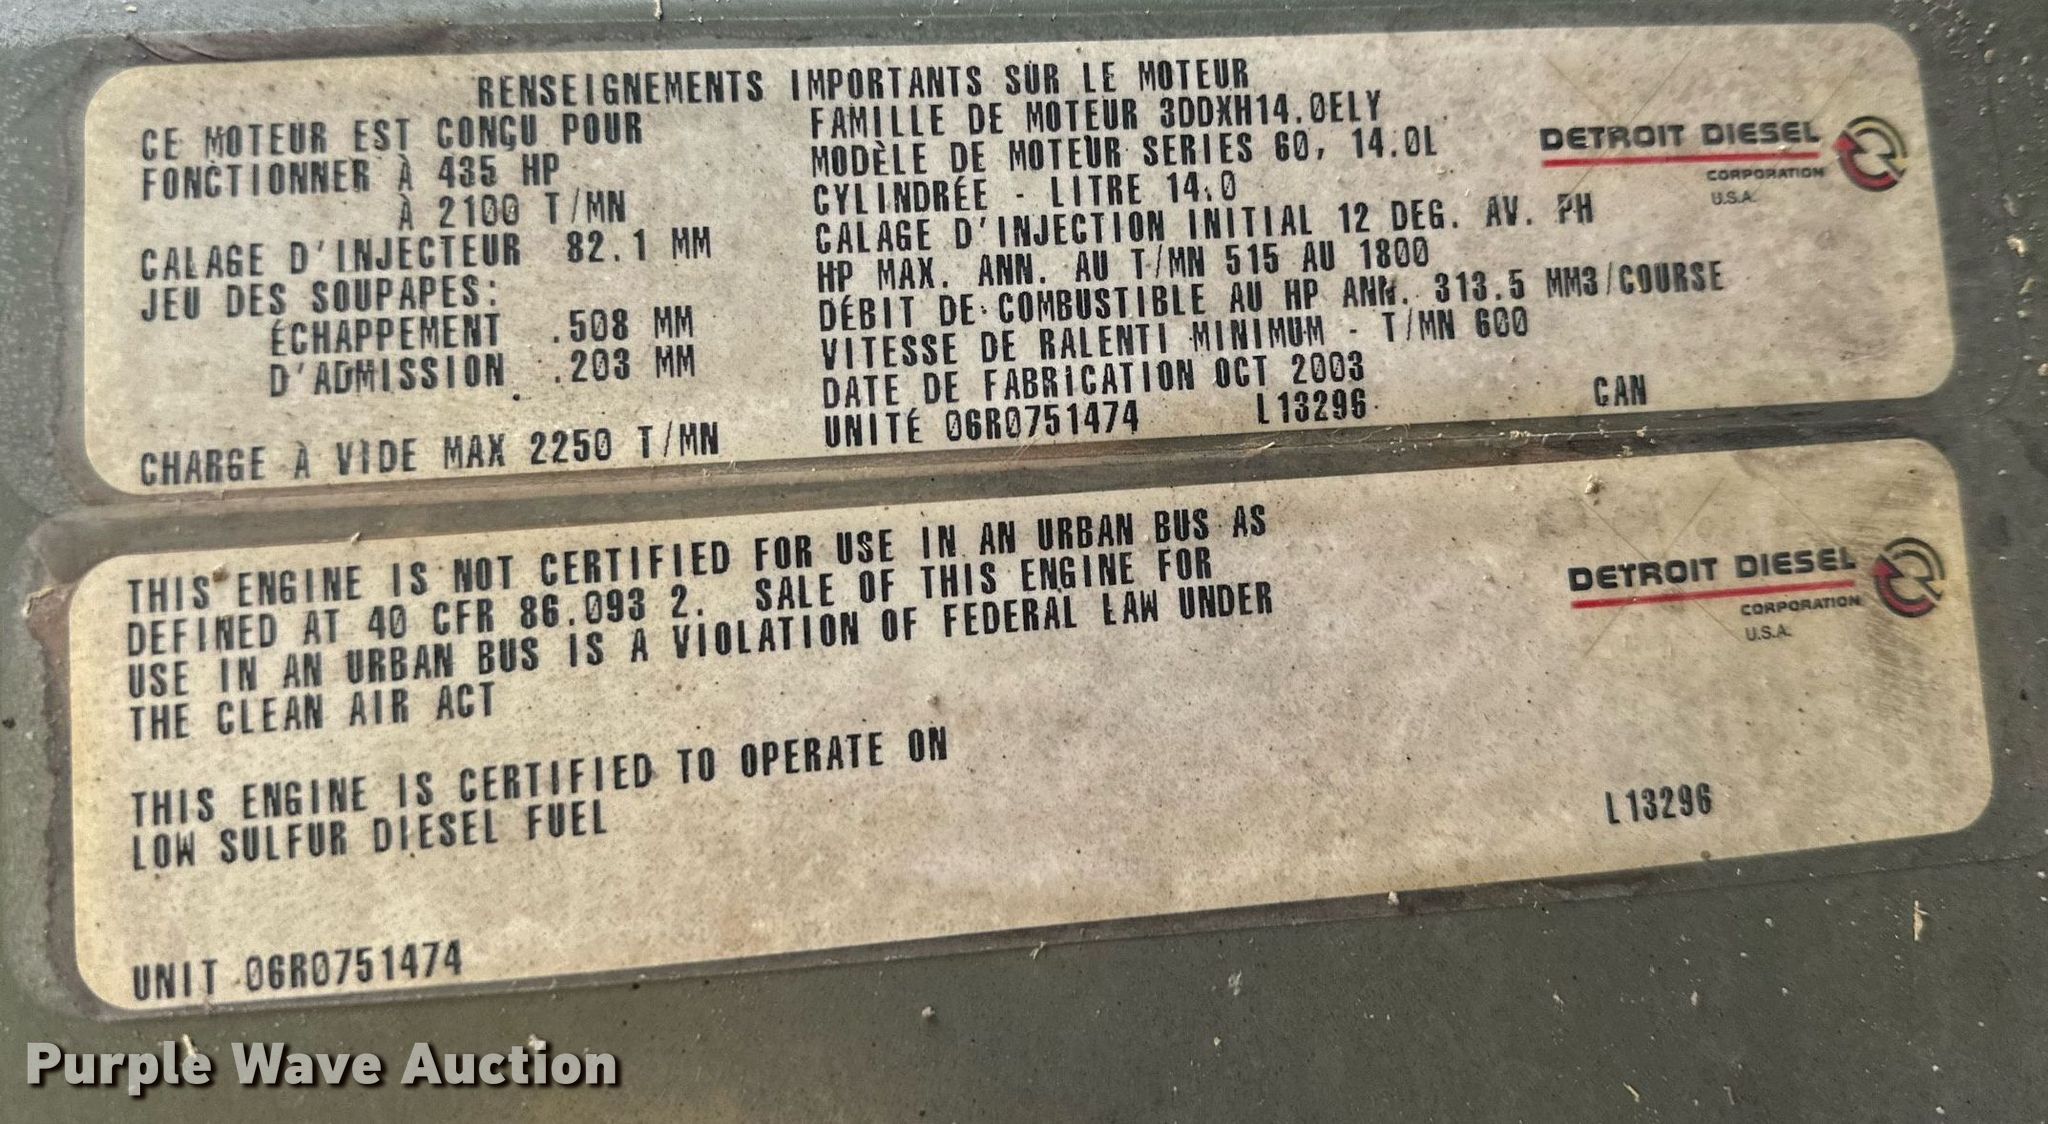 RENSEIGNEMENTS IMPORTANTS SUR LE MOTEUR
CE MOTEUR EST CONÇU POUR
FONCTIONNER À 435 HP
À 2100 T/MN
CALAGE D'INJECTEUR 82.1 MM
JEU DES SOUPAPES:
ÉCHAPPEMENT .508 MM
D'ADMISSION .203 MM
CHARGE À VIDE MAX 2250 T/MN
FAMILLE DE MOTEUR 3DDXH14.0ELY
MODÈLE DE MOTEUR SERIES 60, 14.0L
CYLINDRÉE - LITRE 14.0
CALAGE D'INJECTION INITIAL 12 DEG. AV. PH
HP MAX. ANN. AU T/MN 515 AU 1800
DÉBIT DE COMBUSTIBLE AU HP ANN. 313.5 MM3/COURSE
VITESSE DE RALENTI MINIMUM - T/MN 600
DATE DE FABRICATION OCT 2003
UNITÉ 06R0751474 L13296 CAN
DETROIT DIESEL
CORPORATION
U.S.A.
THIS ENGINE IS NOT CERTIFIED FOR USE IN AN URBAN BUS AS
DEFINED AT 40 CFR 86.093 2. SALE OF THIS ENGINE FOR
USE IN AN URBAN BUS IS A VIOLATION OF FEDERAL LAW UNDER
THE CLEAN AIR ACT
THIS ENGINE IS CERTIFIED TO OPERATE ON
LOW SULFUR DIESEL FUEL
UNIT 06R0751474
DETROIT DIESEL
CORPORATION
U.S.A.
L13296
Purple Wave Auction